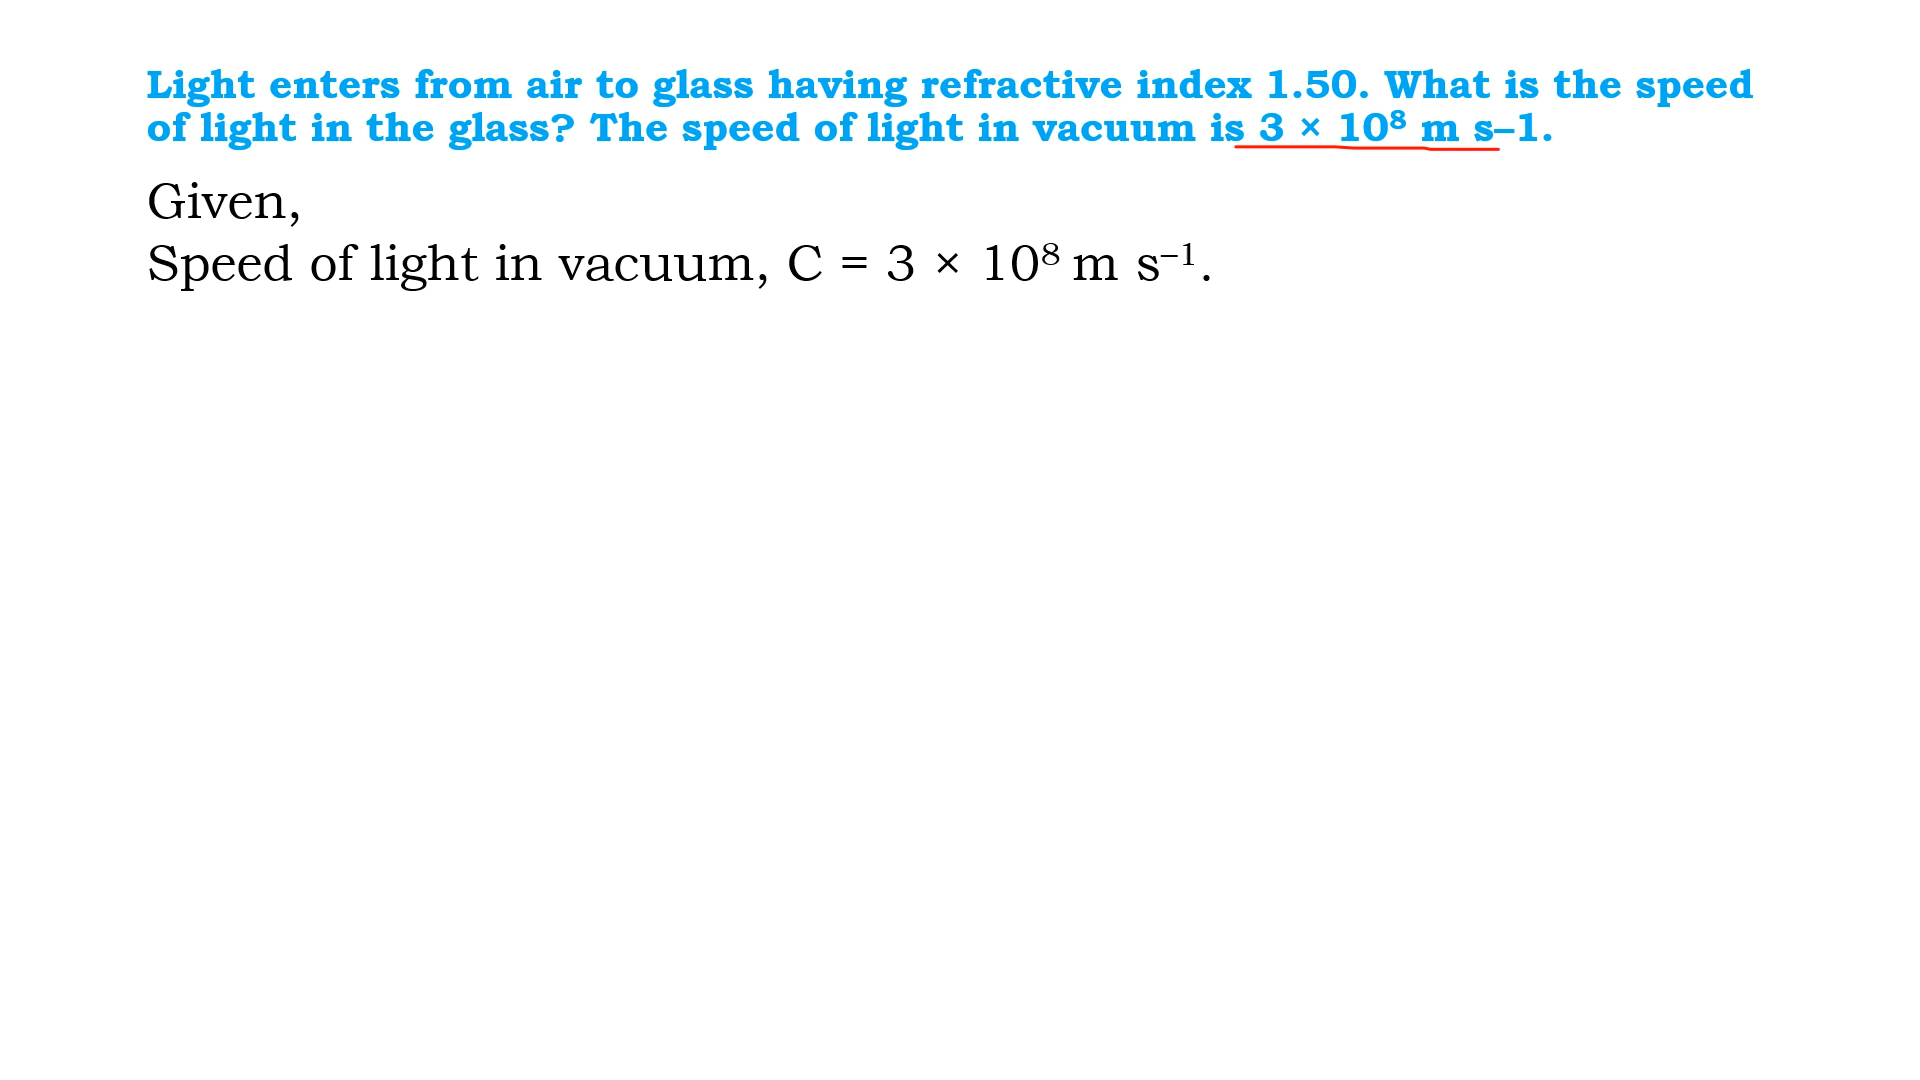 Light enters from air to glass having refractive index 1.50. What is the speed
of light in the glass? The speed of light in vacuum is 3 × 10⁸ m s–1.
Given,
Speed of light in vacuum, C = 3 × 10⁸ m s⁻¹.